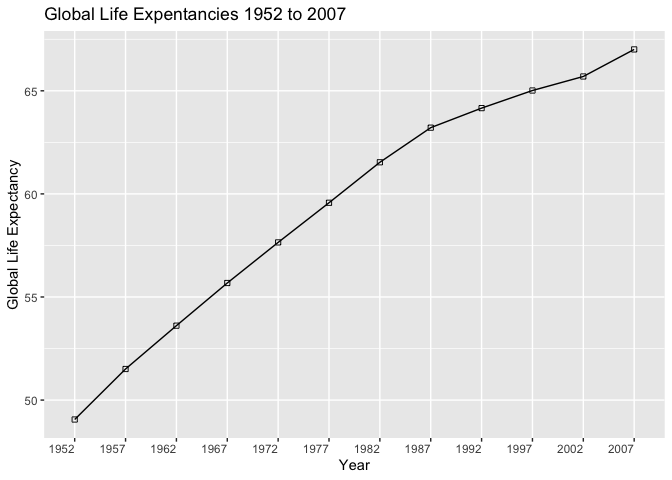 Global Life Expentancies 1952 to 2007
Global Life Expectancy
65
60
55
50
1952 1957 1962 1967 1972 1977 1982 1987 1992 1997 2002 2007
Year